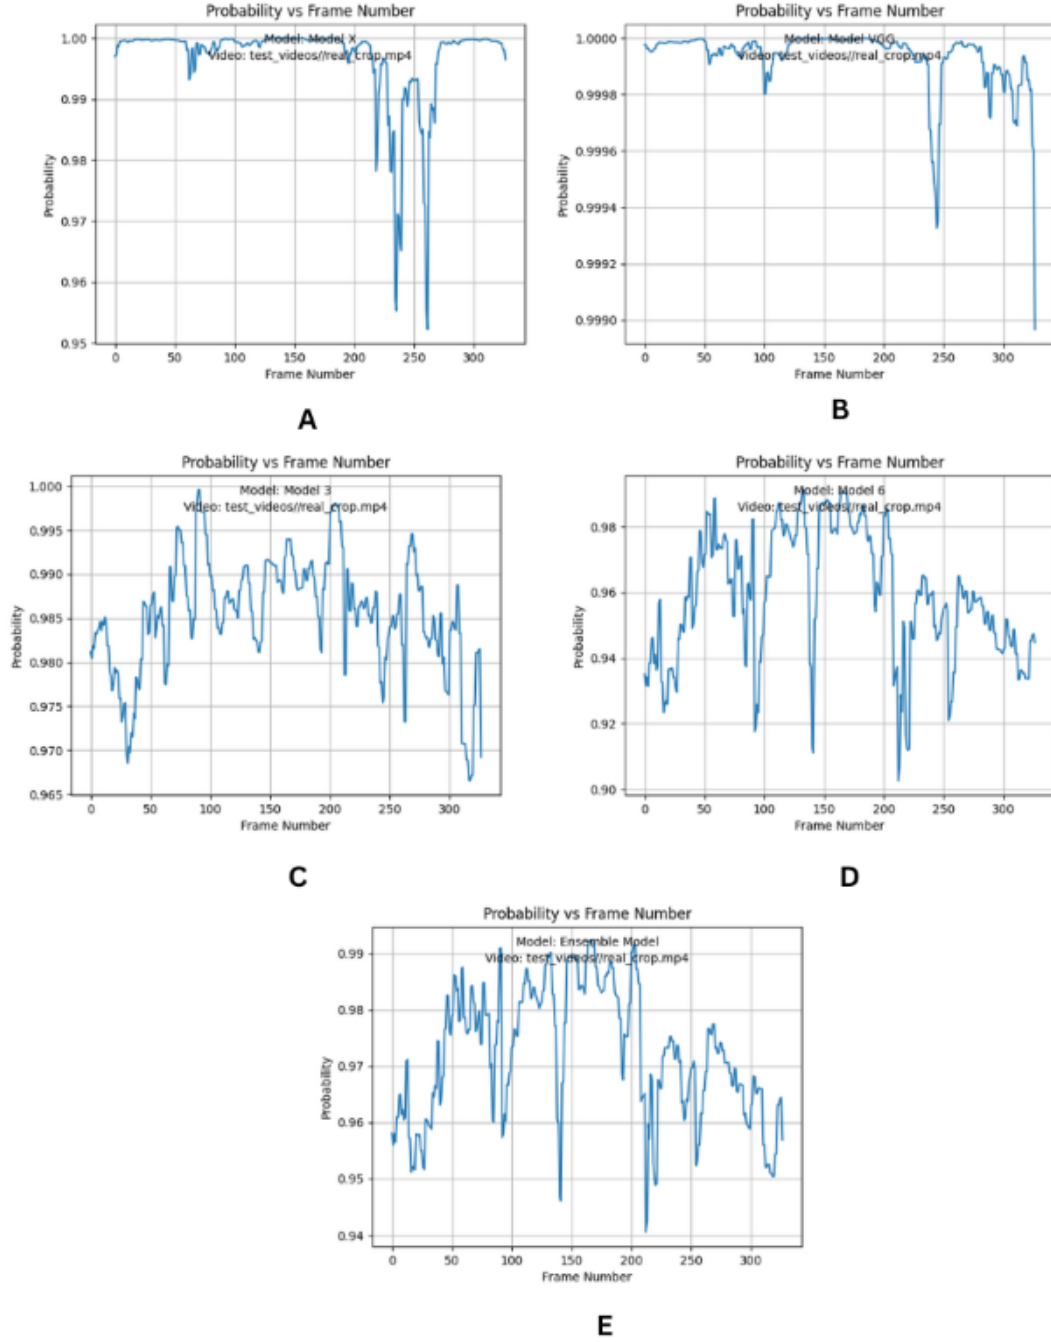 Probability vs Frame Number
Model: Model X
Video: test_videos//real_crop.mp4
1.00
0.99
0.98
0.97
0.96
0.95
Probability
0 50 100 150 200 250 300
Frame Number
A
Probability vs Frame Number
Model: Model VGG
Video: test_videos//real_crop.mp4
1.0000
0.9998
0.9996
0.9994
0.9992
0.9990
Probability
0 50 100 150 200 250 300
Frame Number
B
Probability vs Frame Number
Model: Model 3
Video: test_videos//real_crop.mp4
1.000
0.995
0.990
0.985
0.980
0.975
0.970
0.965
Probability
0 50 100 150 200 250 300
Frame Number
C
Probability vs Frame Number
Model: Model 6
Video: test_videos//real_crop.mp4
0.98
0.96
0.94
0.92
0.90
Probability
0 50 100 150 200 250 300
Frame Number
D
Probability vs Frame Number
Model: Ensemble Model
Video: test_videos//real_crop.mp4
0.99
0.98
0.97
0.96
0.95
0.94
Probability
0 50 100 150 200 250 300
Frame Number
E